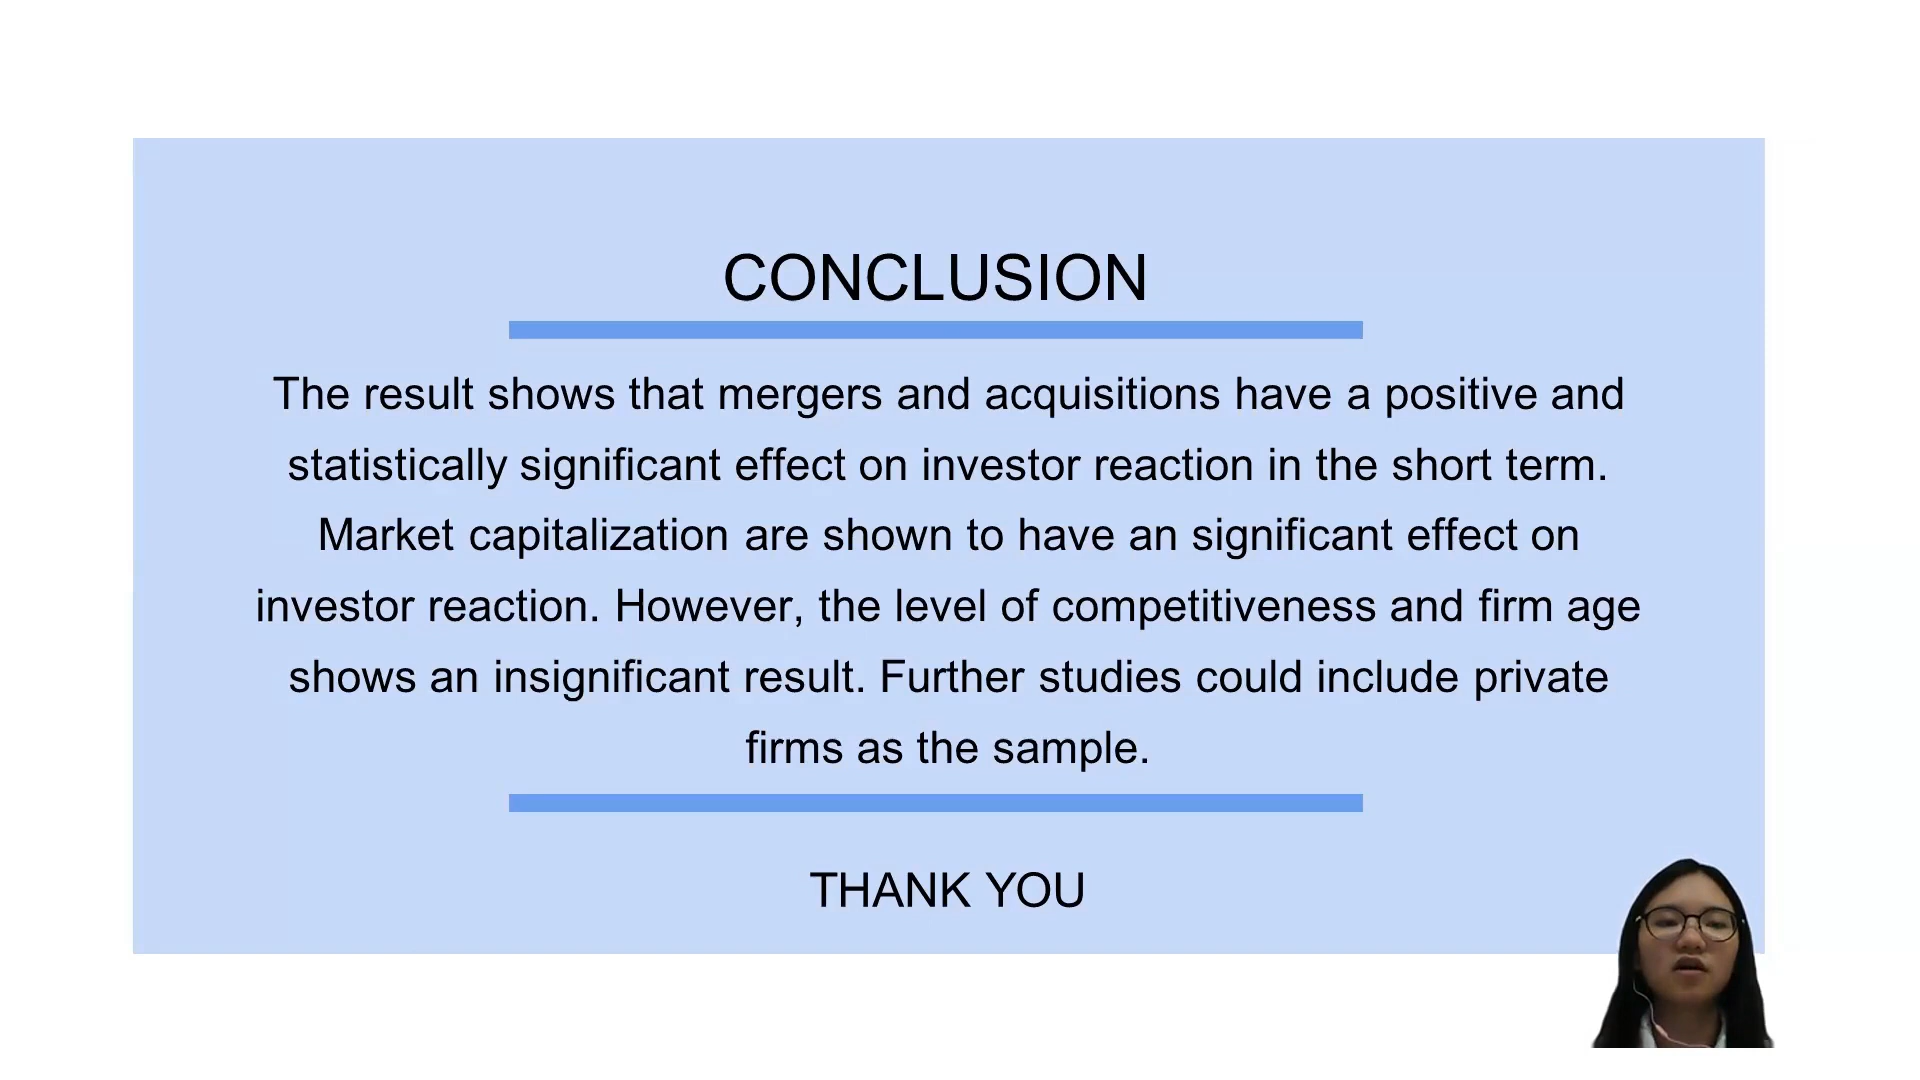 CONCLUSION
The result shows that mergers and acquisitions have a positive and
statistically significant effect on investor reaction in the short term.
Market capitalization are shown to have an significant effect on
investor reaction. However, the level of competitiveness and firm age
shows an insignificant result. Further studies could include private
firms as the sample.
THANK YOU